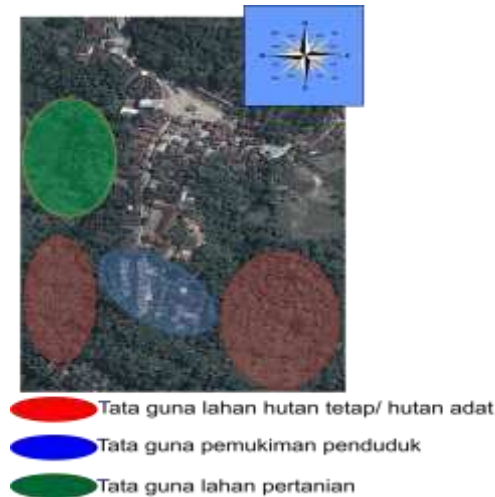 Tata guna lahan hutan tetap/ hutan adat
Tata guna pemukiman penduduk
Tata guna lahan pertanian